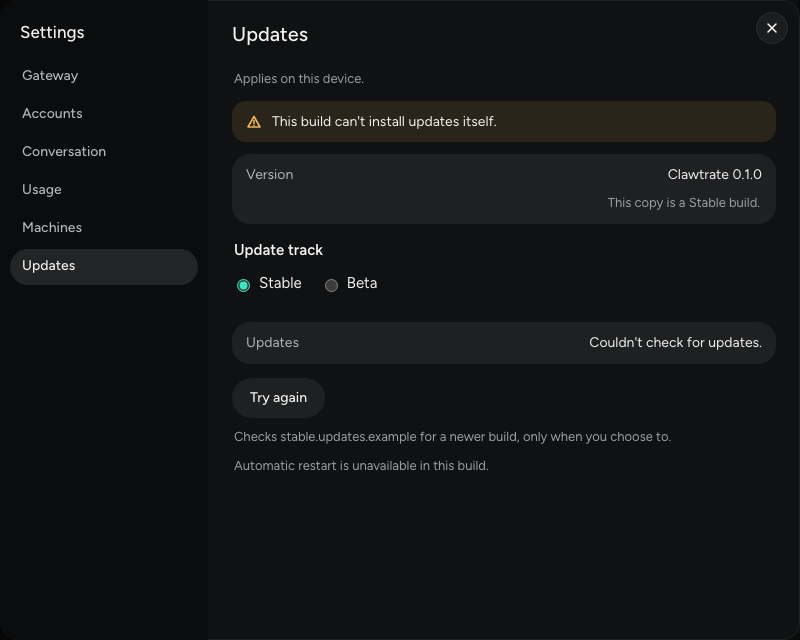 Settings
Gateway
Accounts
Conversation
Usage
Machines
Updates
Updates
Applies on this device.
This build can't install updates itself.
Version
Clawtrate 0.1.0
This copy is a Stable build.
Update track
Stable
Beta
Updates
Couldn't check for updates.
Try again
Checks stable.updates.example for a newer build, only when you choose to.
Automatic restart is unavailable in this build.